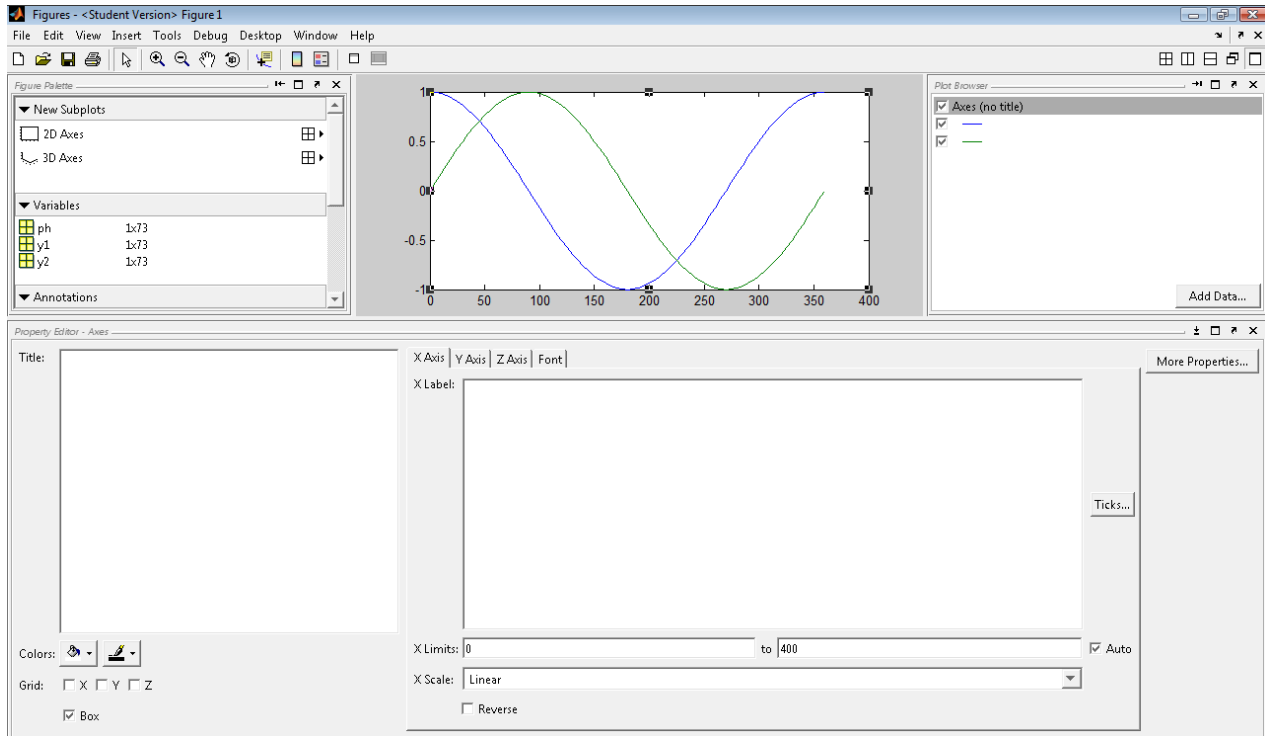 Figures - <Student Version> Figure 1
File Edit View Insert Tools Debug Desktop Window Help
Figure Palette
New Subplots
2D Axes
3D Axes
Variables
ph 1x73
y1 1x73
y2 1x73
Annotations
1
0.5
0
-0.5
-1
0 50 100 150 200 250 300 350 400
Plot Browser
Axes (no title)
Add Data...
Property Editor - Axes
Title:
Colors:
Grid: X Y Z
Box
X Axis Y Axis Z Axis Font
X Label:
Ticks...
X Limits: 0 to 400 Auto
X Scale: Linear
Reverse
More Properties...